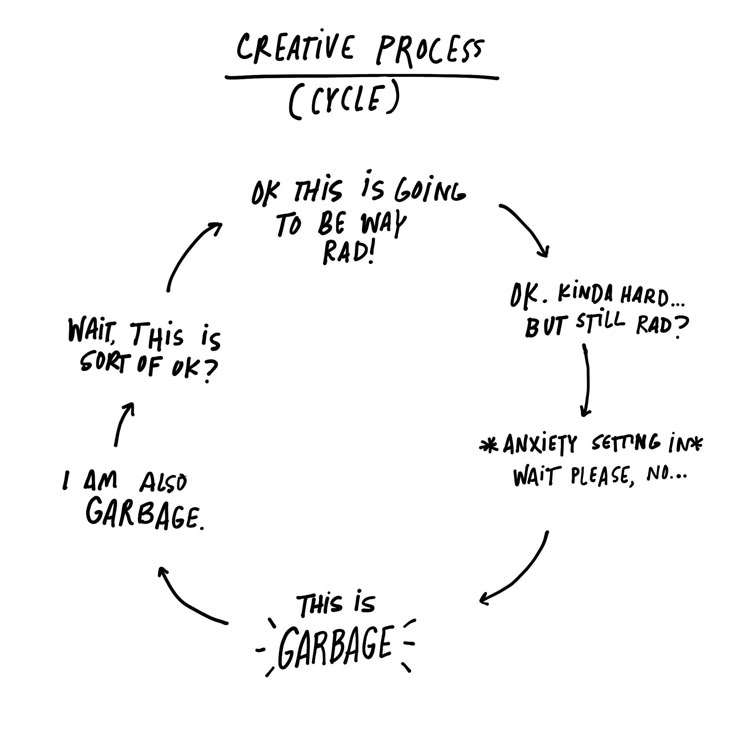 CREATIVE PROCESS
(CYCLE)
OK THIS IS GOING
TO BE WAY
RAD!
OK. KINDA HARD...
BUT STILL RAD?
*ANXIETY SETTING IN*
WAIT PLEASE, NO...
THIS IS
GARBAGE
I AM ALSO
GARBAGE.
WAIT, THIS IS
SORT OF OK?